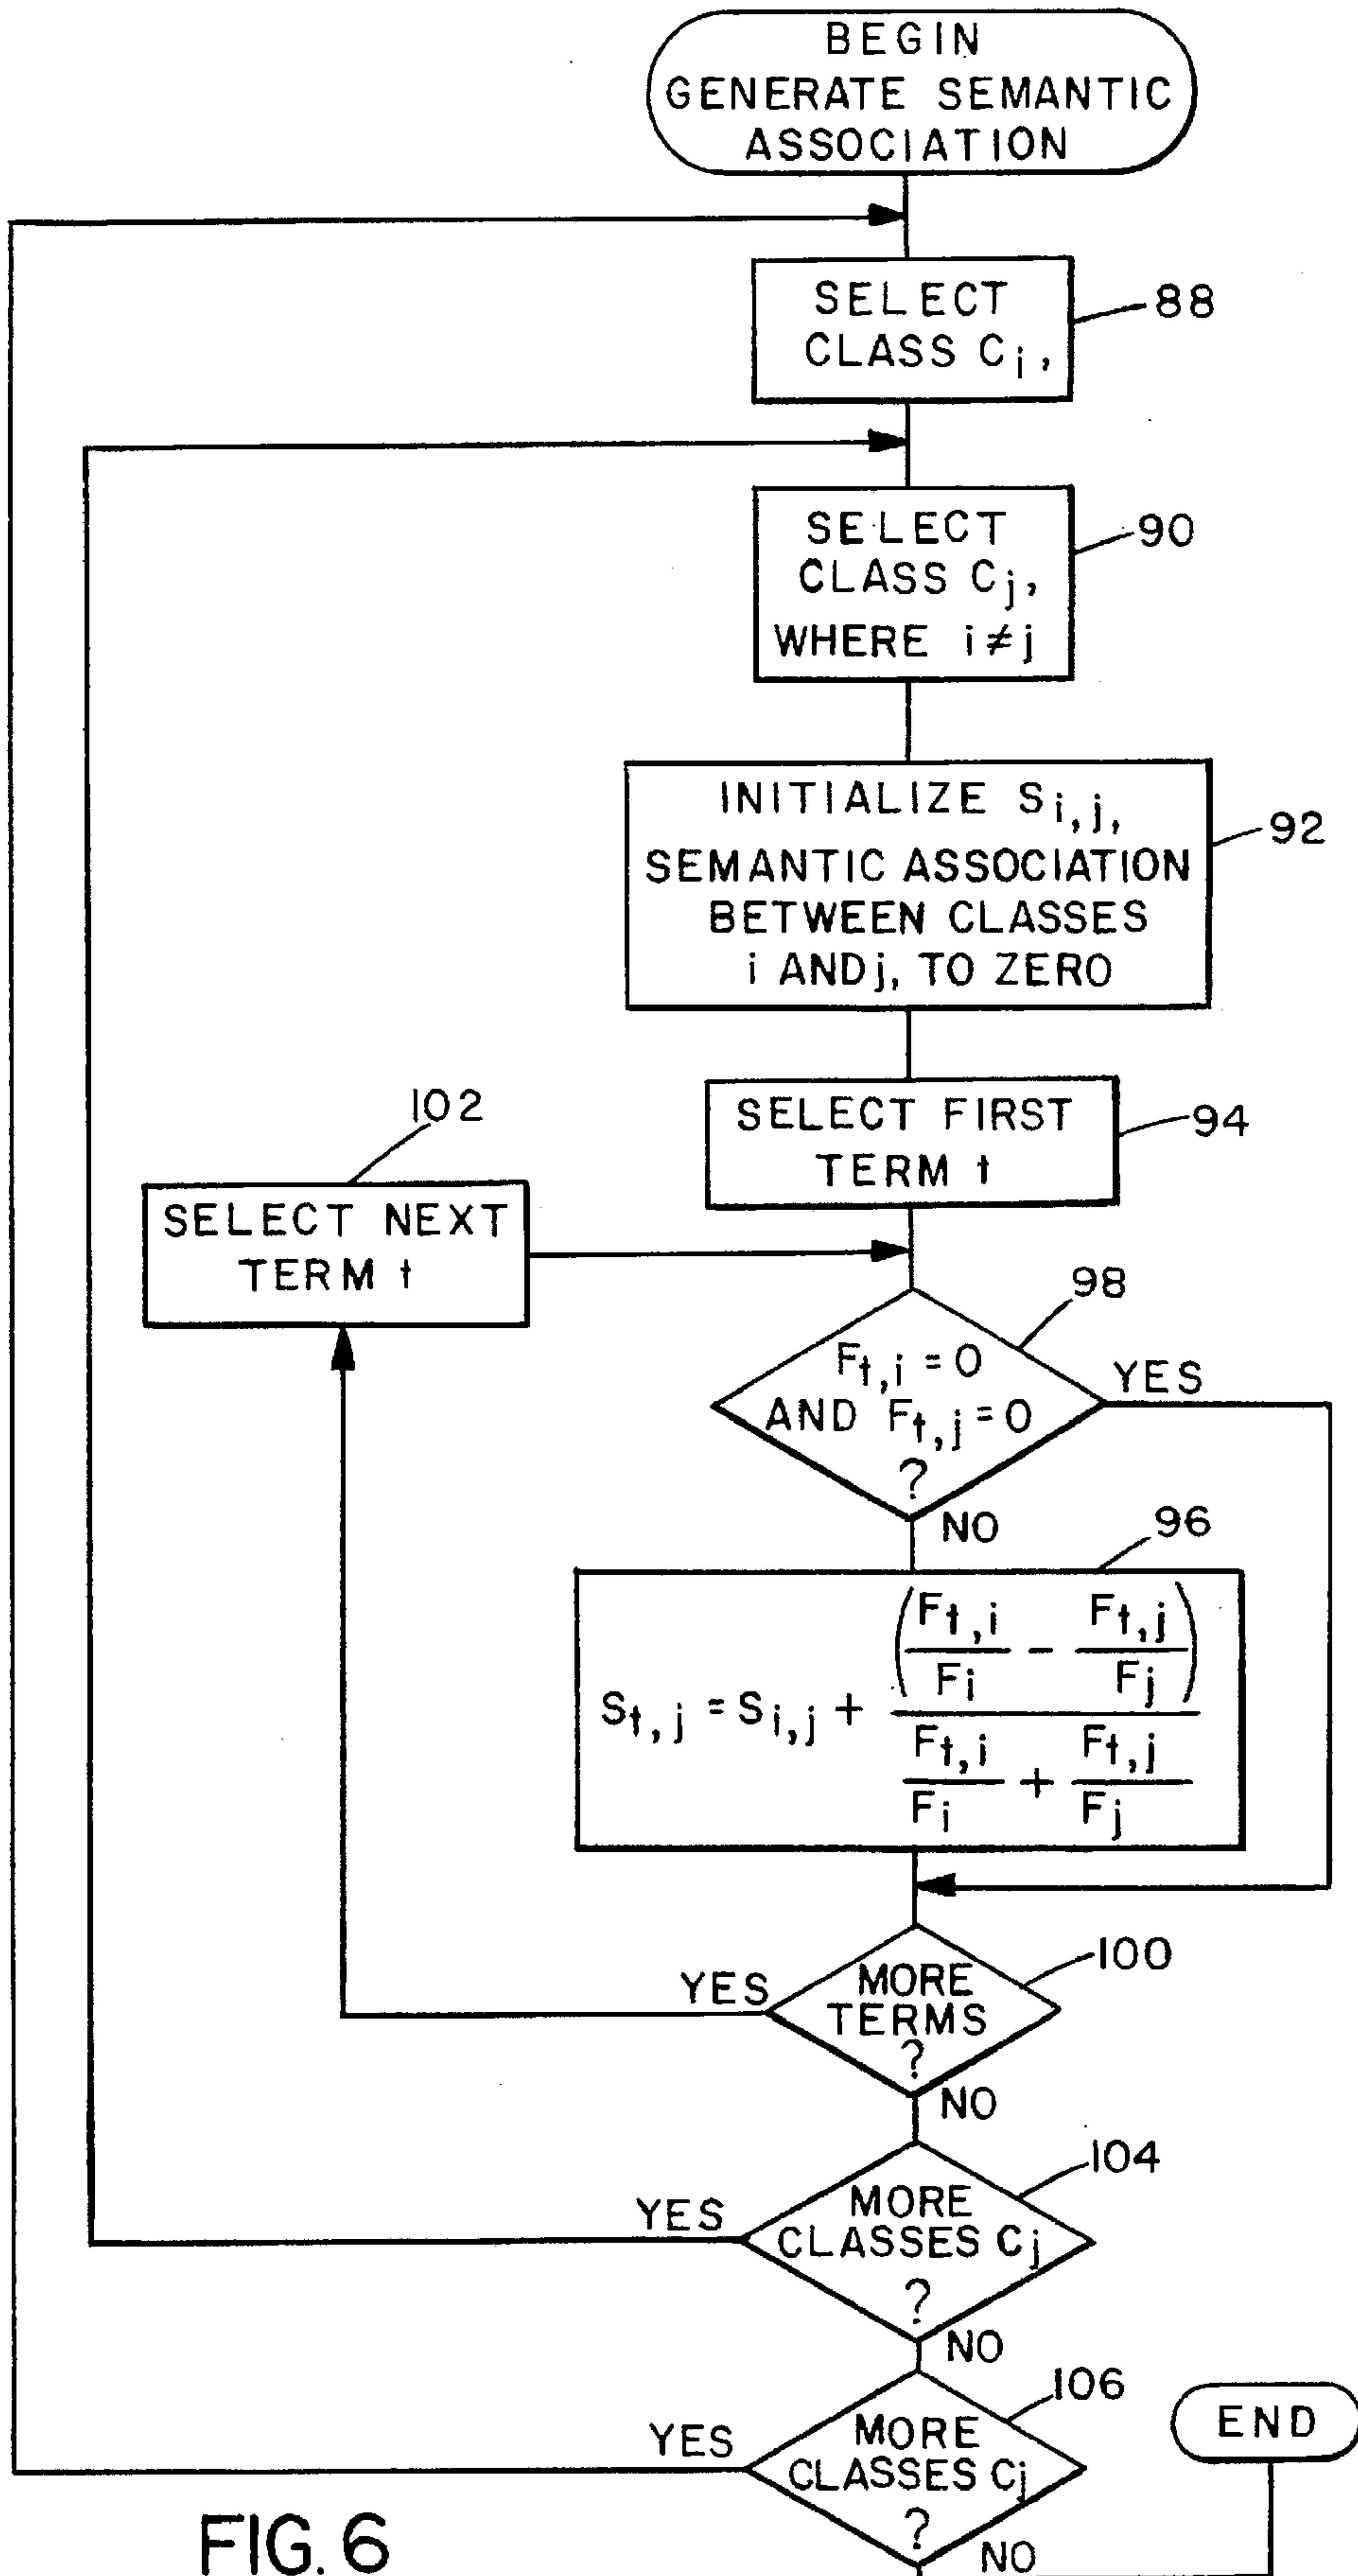 BEGIN
GENERATE SEMANTIC
ASSOCIATION
SELECT
CLASS Ci,
88
SELECT
CLASS Cj,
WHERE i≠j
90
INITIALIZE Si,j,
SEMANTIC ASSOCIATION
BETWEEN CLASSES
i AND j, TO ZERO
92
SELECT FIRST
TERM t
94
102
SELECT NEXT
TERM t
98
Ft,i = 0
AND Ft,j = 0
?
YES
NO
96
St,j = Si,j + (Ft,i/Fi - Ft,j/Fj) / (Ft,i/Fi + Ft,j/Fj)
100
MORE
TERMS
?
YES
NO
104
MORE
CLASSES Cj
?
YES
NO
106
MORE
CLASSES Cj
?
YES
NO
END
FIG. 6